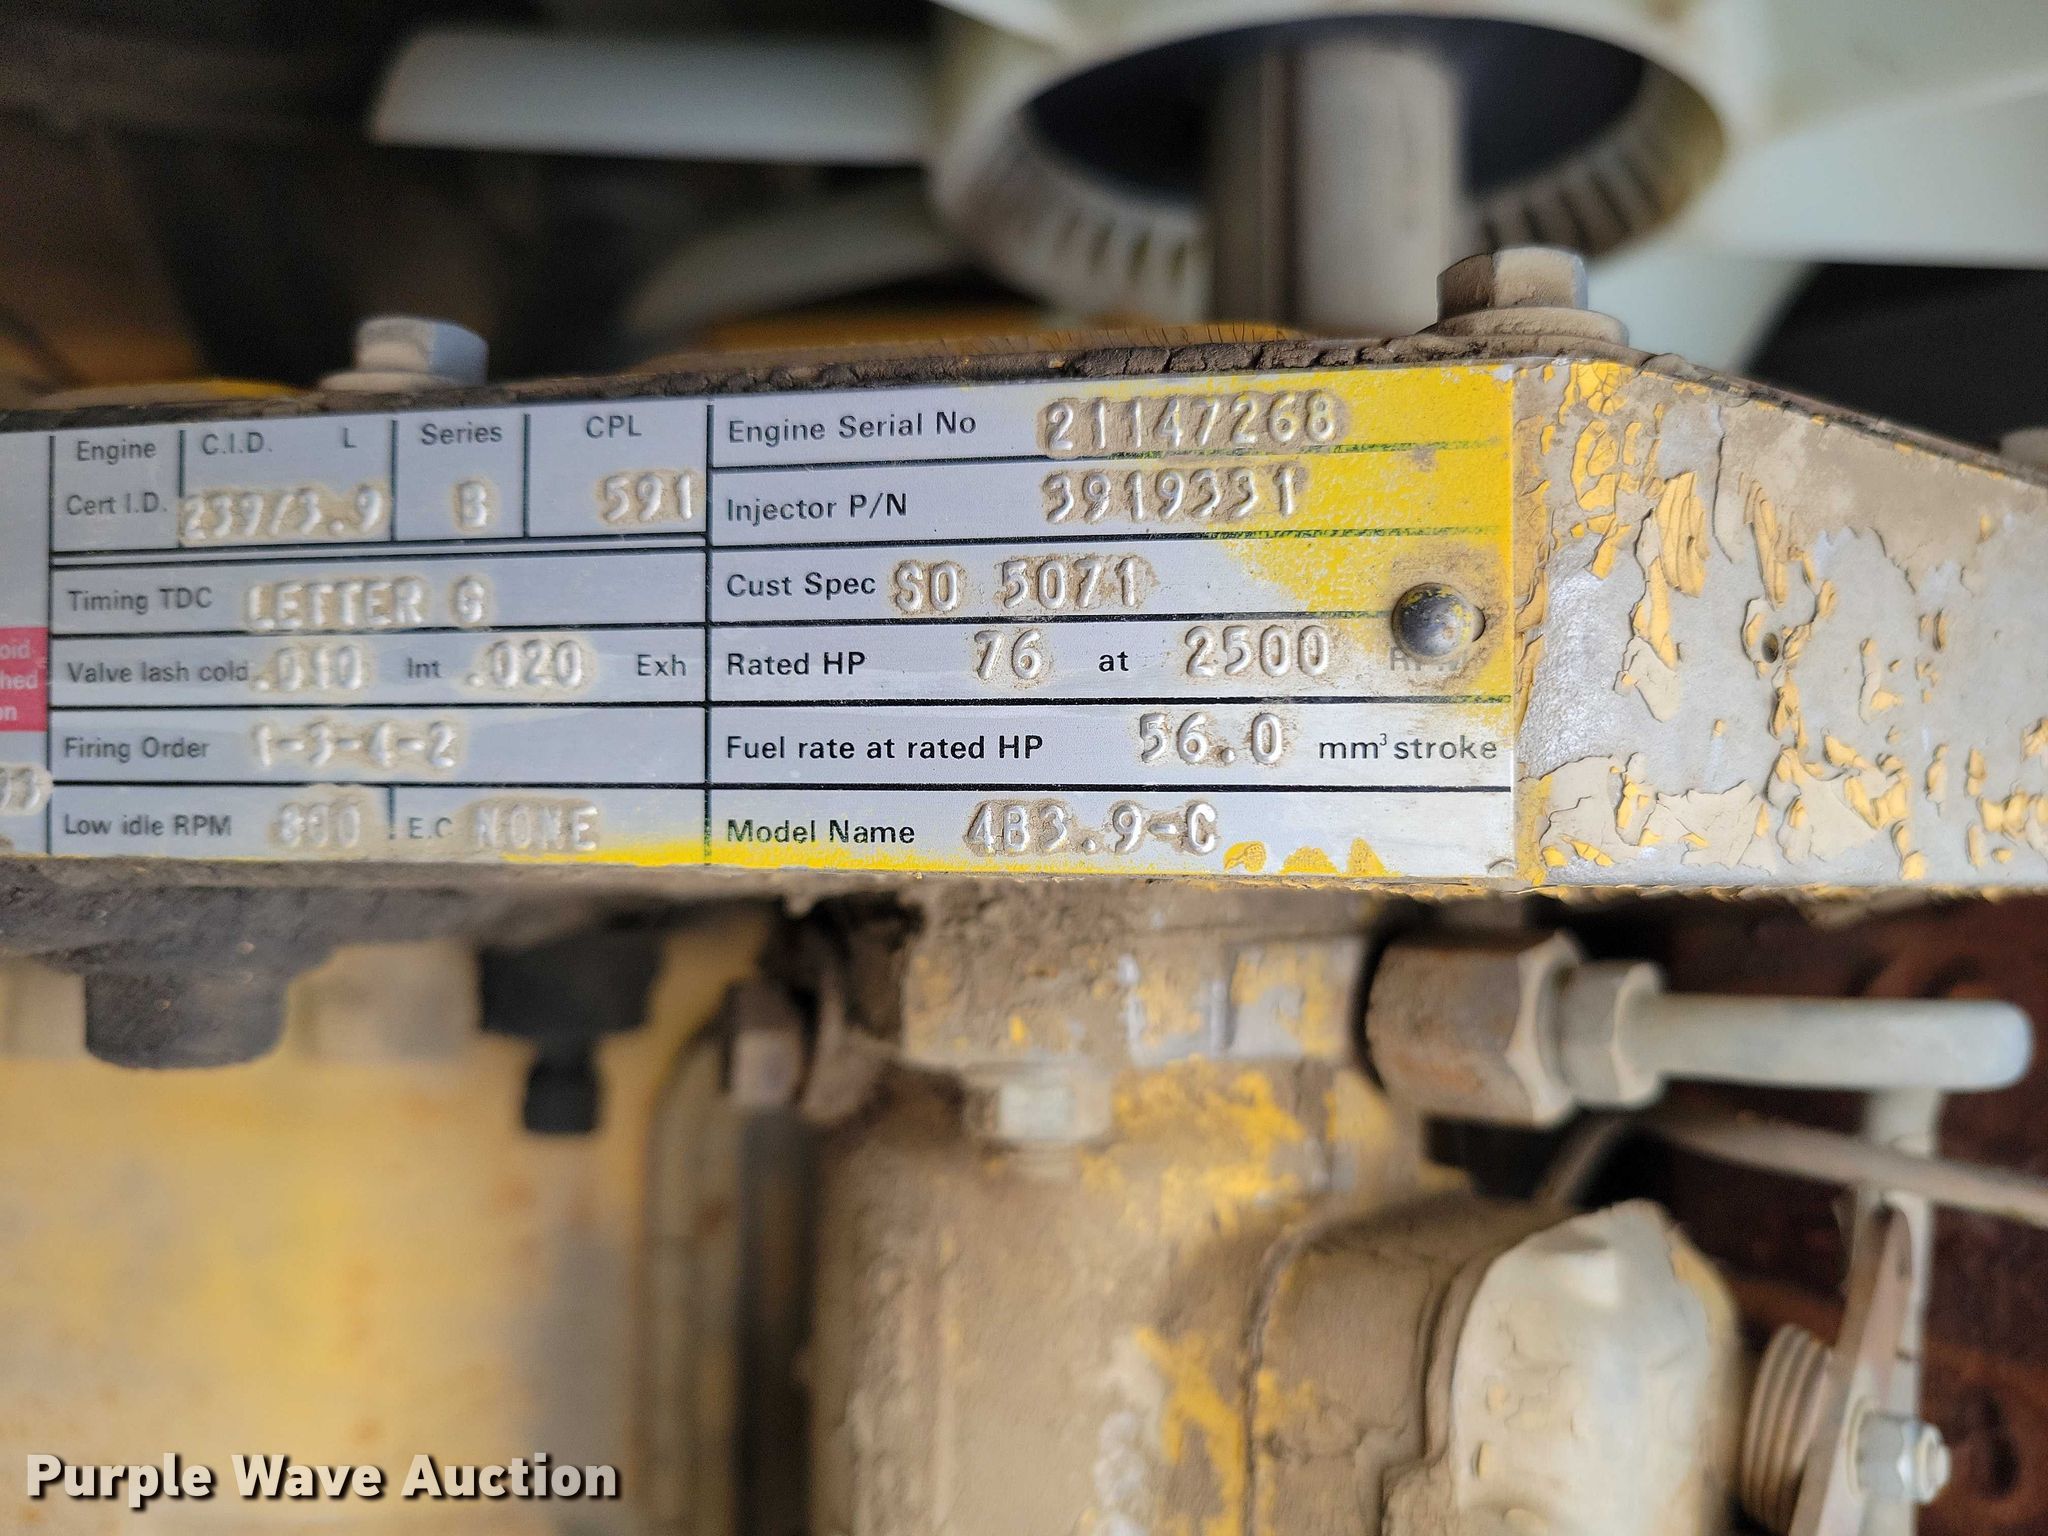 Engine C.I.D. L Series CPL
Cert I.D. 239/3.9 B 591
Timing TDC LETTER G
Valve lash cold .010 Int .020 Exh
Firing Order 1-3-4-2
Low idle RPM E.C NONE
Engine Serial No 21147268
Injector P/N 3919331
Cust Spec SO 5071
Rated HP 76 at 2500 RPM
Fuel rate at rated HP 56.0 mm³ stroke
Model Name 4B3.9-C
Purple Wave Auction